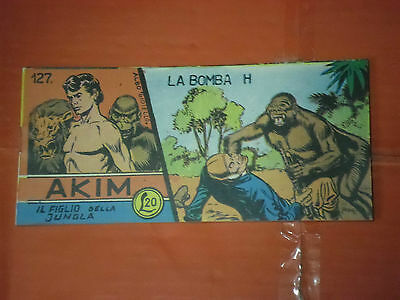 127.
LA BOMBA H
AKIM
IL FIGLIO DELLA
JUNGLA
L.20